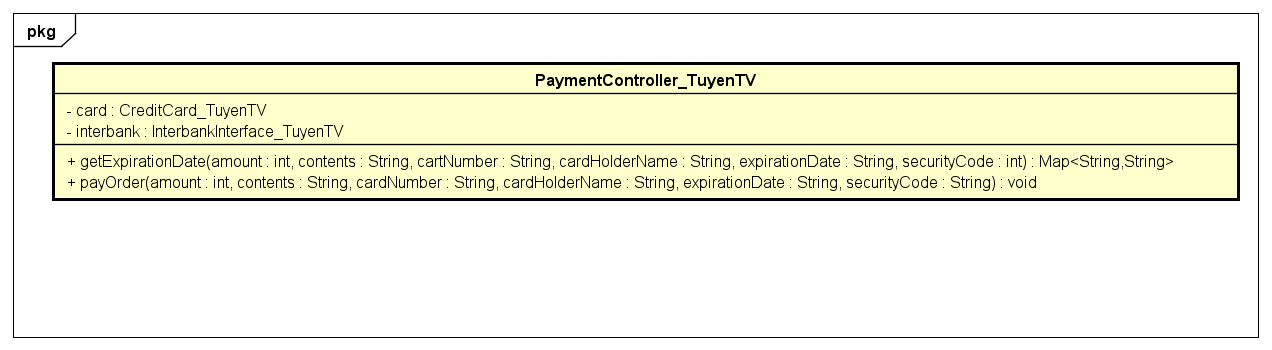 pkg
PaymentController_TuyenTV
- card : CreditCard_TuyenTV
- interbank : InterbankInterface_TuyenTV
+ getExpirationDate(amount : int, contents : String, cartNumber : String, cardHolderName : String, expirationDate : String, securityCode : int) : Map<String,String>
+ payOrder(amount : int, contents : String, cardNumber : String, cardHolderName : String, expirationDate : String, securityCode : String) : void